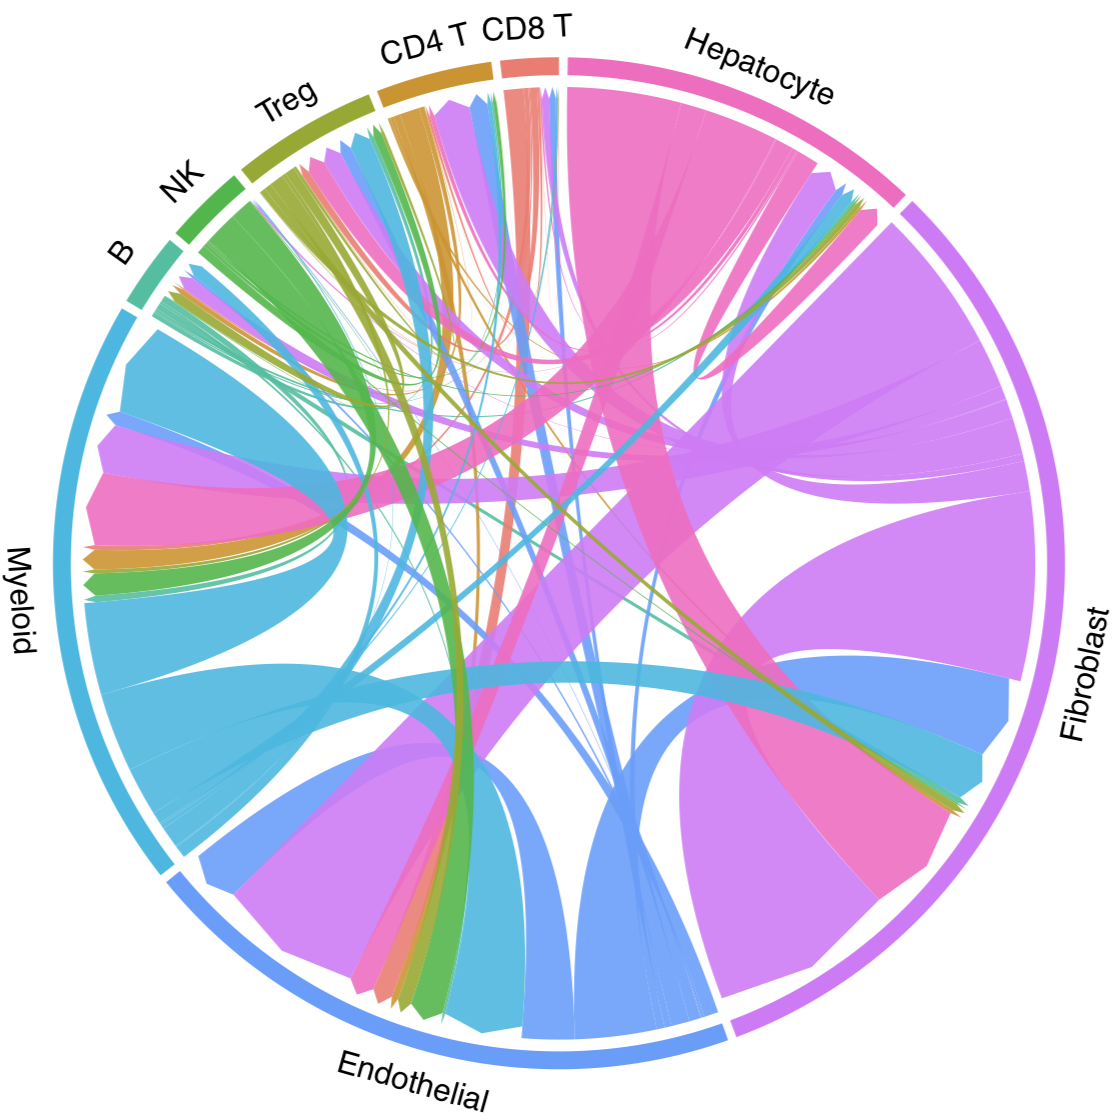 CD4 T
CD8 T
Hepatocyte
Treg
NK
B
Myeloid
Fibroblast
Endothelial